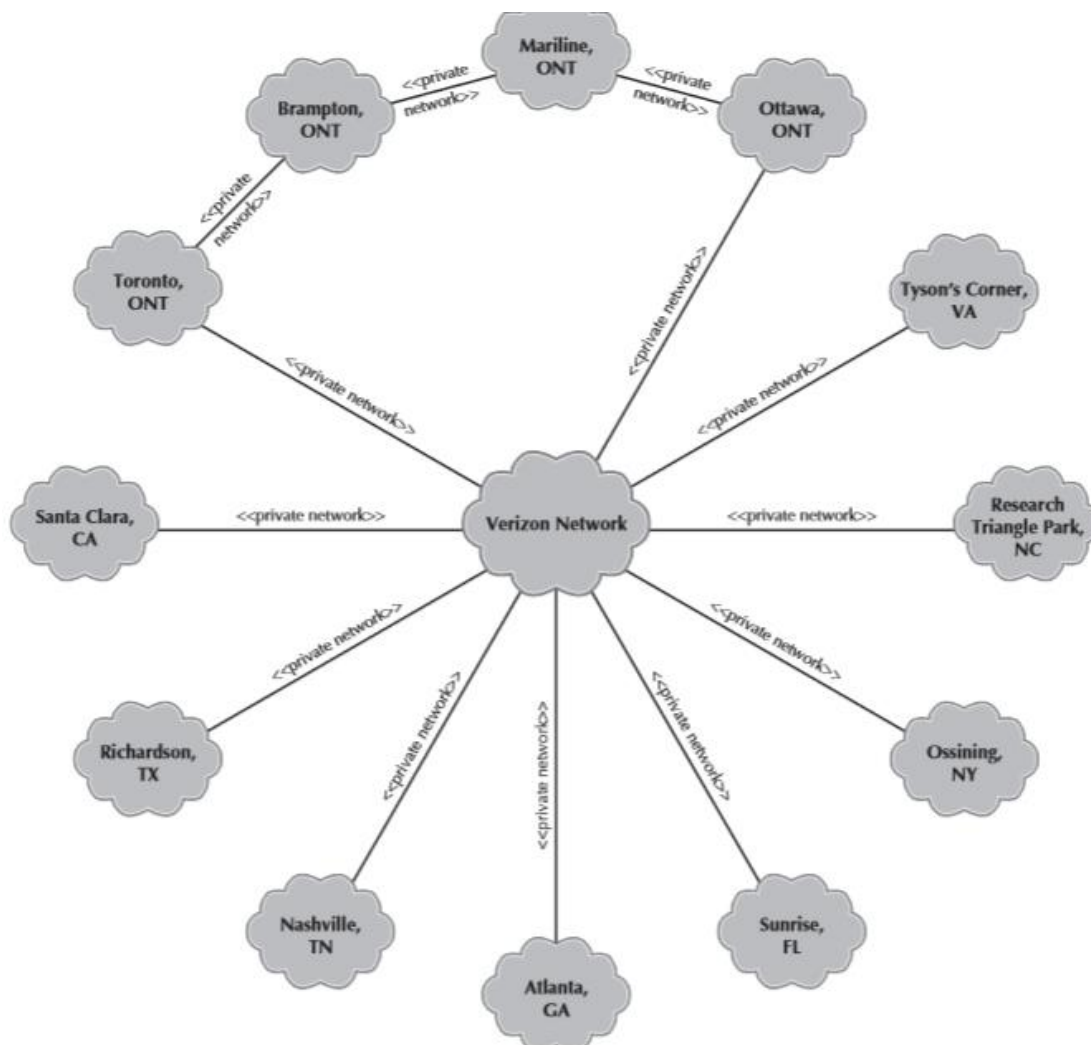 Mariline,
ONT
<<private
network>>
<<private
network>>
Brampton,
ONT
Ottawa,
ONT
<<private
network>>
<<private network>>
Toronto,
ONT
Tyson's Corner,
VA
<<private network>>
<<private network>>
Santa Clara,
CA
<<private network>>
Verizon Network
<<private network>>
Research
Triangle Park,
NC
<<private network>>
<<private network>>
<<private network>>
<<private network>>
<<private network>>
Richardson,
TX
Ossining,
NY
Nashville,
TN
Sunrise,
FL
Atlanta,
GA